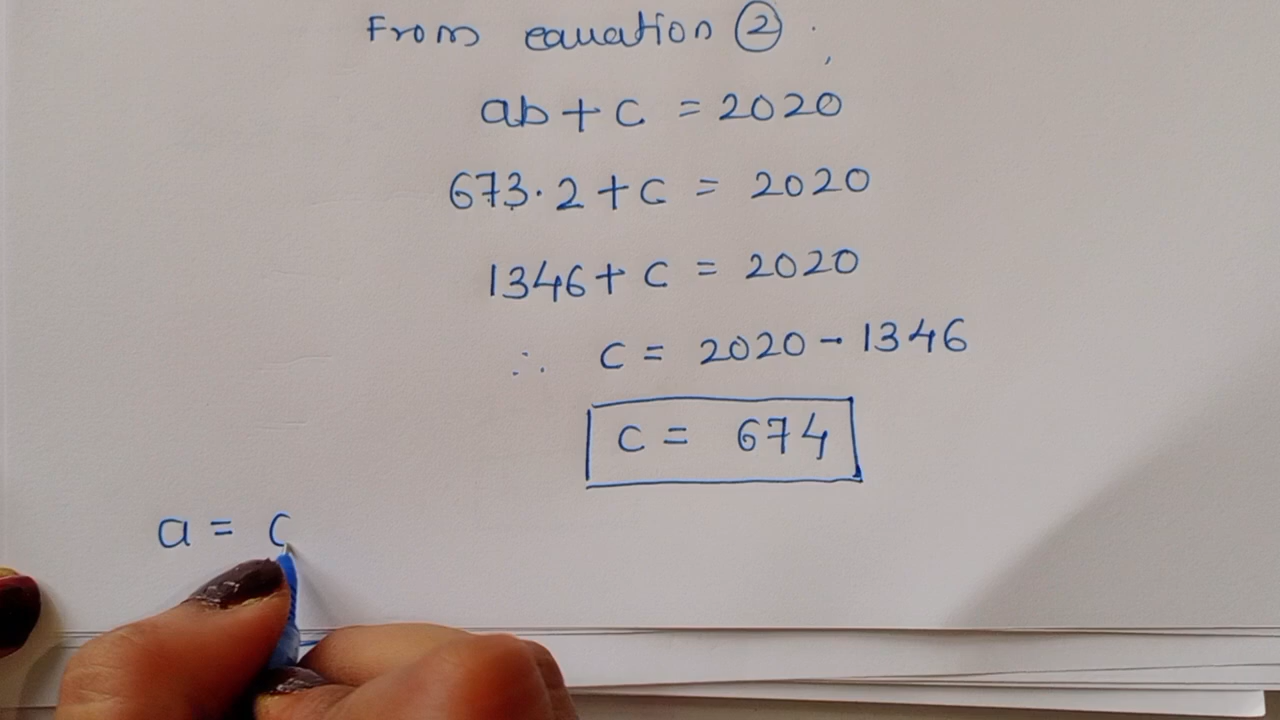 From equation ②.,
ab + c = 2020
673.2 + c = 2020
1346 + c = 2020
∴ c = 2020 - 1346
c = 674
a = c